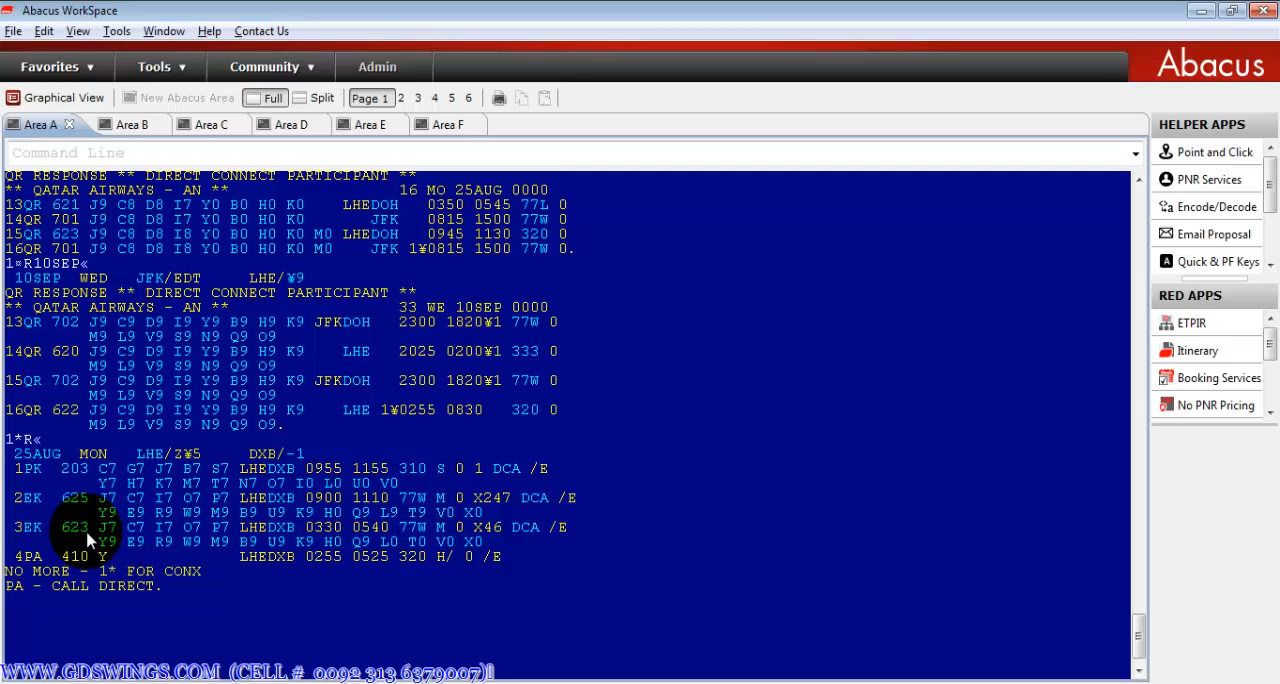 Abacus WorkSpace
File Edit View Tools Window Help Contact Us
Favorites Tools Community Admin
Abacus
Graphical View New Abacus Area Full Split Page 1 2 3 4 5 6
Area A Area B Area C Area D Area E Area F
Command Line
QR RESPONSE ** DIRECT CONNECT PARTICIPANT **
** QATAR AIRWAYS - AN ** 16 MO 25AUG 0000
13QR 621 J9 C8 D8 I7 Y0 B0 H0 K0 LHEDOH 0350 0545 77L 0
14QR 701 J9 C8 D8 I7 Y0 B0 H0 K0 JFK 0815 1500 77W 0
15QR 623 J9 C8 D8 I8 Y0 B0 H0 K0 M0 LHEDOH 0945 1130 320 0
16QR 701 J9 C8 D8 I8 Y0 B0 H0 K0 M0 JFK 1¥0815 1500 77W 0.
1¤R10SEP«
10SEP WED JFK/EDT LHE/¥9
QR RESPONSE ** DIRECT CONNECT PARTICIPANT **
** QATAR AIRWAYS - AN ** 33 WE 10SEP 0000
13QR 702 J9 C9 D9 I9 Y9 B9 H9 K9 JFKDOH 2300 1820¥1 77W 0
M9 L9 V9 S9 N9 Q9 O9
14QR 620 J9 C9 D9 I9 Y9 B9 H9 K9 LHE 2025 0200¥1 333 0
M9 L9 V9 S9 N9 Q9 O9
15QR 702 J9 C9 D9 I9 Y9 B9 H9 K9 JFKDOH 2300 1820¥1 77W 0
M9 L9 V9 S9 N9 Q9 O9
16QR 622 J9 C9 D9 I9 Y9 B9 H9 K9 LHE 1¥0255 0830 320 0
M9 L9 V9 S9 N9 Q9 O9.
1*R«
25AUG MON LHE/Z¥5 DXB/-1
1PK 203 C7 G7 J7 B7 S7 LHEDXB 0955 1155 310 S 0 1 DCA /E
Y7 H7 K7 M7 T7 N7 O7 I0 L0 U0 V0
2EK 625 J7 C7 I7 O7 P7 LHEDXB 0900 1110 77W M 0 X247 DCA /E
Y9 E9 R9 W9 M9 B9 U9 K9 H0 Q9 L9 T9 V0 X0
3EK 623 J7 C7 I7 O7 P7 LHEDXB 0330 0540 77W M 0 X46 DCA /E
Y9 E9 R9 W9 M9 B9 U9 K9 H0 Q9 L0 T0 V0 X0
4PA 410 Y LHEDXB 0255 0525 320 H/ 0 /E
NO MORE - 1* FOR CONX
PA - CALL DIRECT.
WWW.GDSWINGS.COM (CELL # 0092 313 6379007)
HELPER APPS
Point and Click
PNR Services
Encode/Decode
Email Proposal
Quick & PF Keys
RED APPS
ETPIR
Itinerary
Booking Services
No PNR Pricing